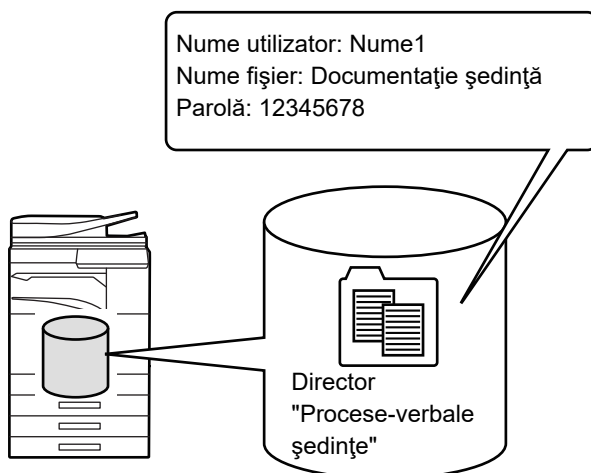 Nume utilizator: Nume1
Nume fişier: Documentaţie şedinţă
Parolă: 12345678
Director
"Procese-verbale
şedinţe"